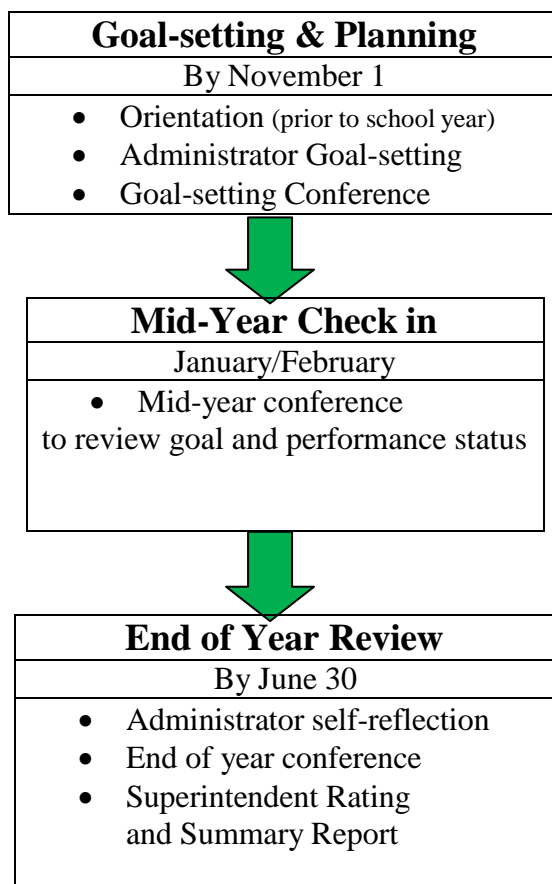 Goal-setting & Planning
By November 1
• Orientation (prior to school year)
• Administrator Goal-setting
• Goal-setting Conference
Mid-Year Check in
January/February
• Mid-year conference
to review goal and performance status
End of Year Review
By June 30
• Administrator self-reflection
• End of year conference
• Superintendent Rating
and Summary Report